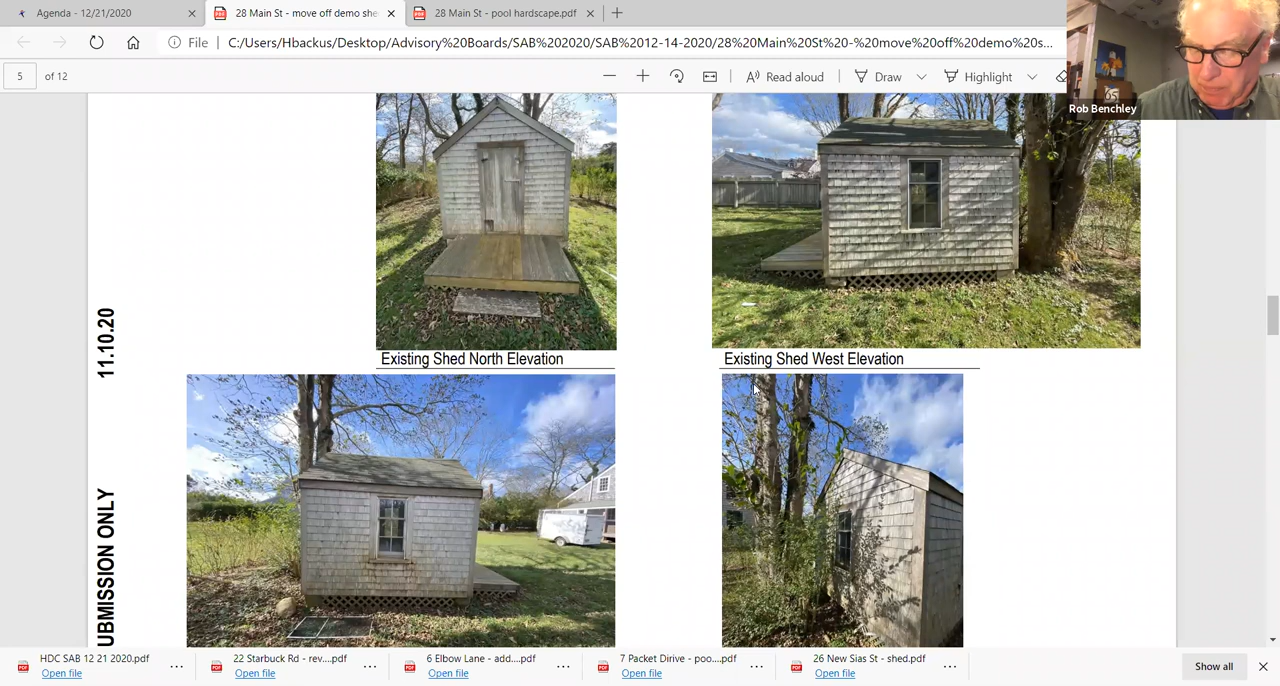 Agenda - 12/21/2020
28 Main St - move off demo she
28 Main St - pool hardscape.pdf
File
C:/Users/Hbackus/Desktop/Advisory%20Boards/SAB%202020/SAB%2012-14-2020/28%20Main%20St%20-%20move%20off%20demo%20s...
5 of 12
Read aloud
Draw
Highlight
Rob Benchley
Existing Shed North Elevation
Existing Shed West Elevation
11.10.20
UBMISSION ONLY
HDC SAB 12 21 2020.pdf
Open file
22 Starbuck Rd - rev....pdf
Open file
6 Elbow Lane - add....pdf
Open file
7 Packet Dirive - poo....pdf
Open file
26 New Sias St - shed.pdf
Open file
Show all